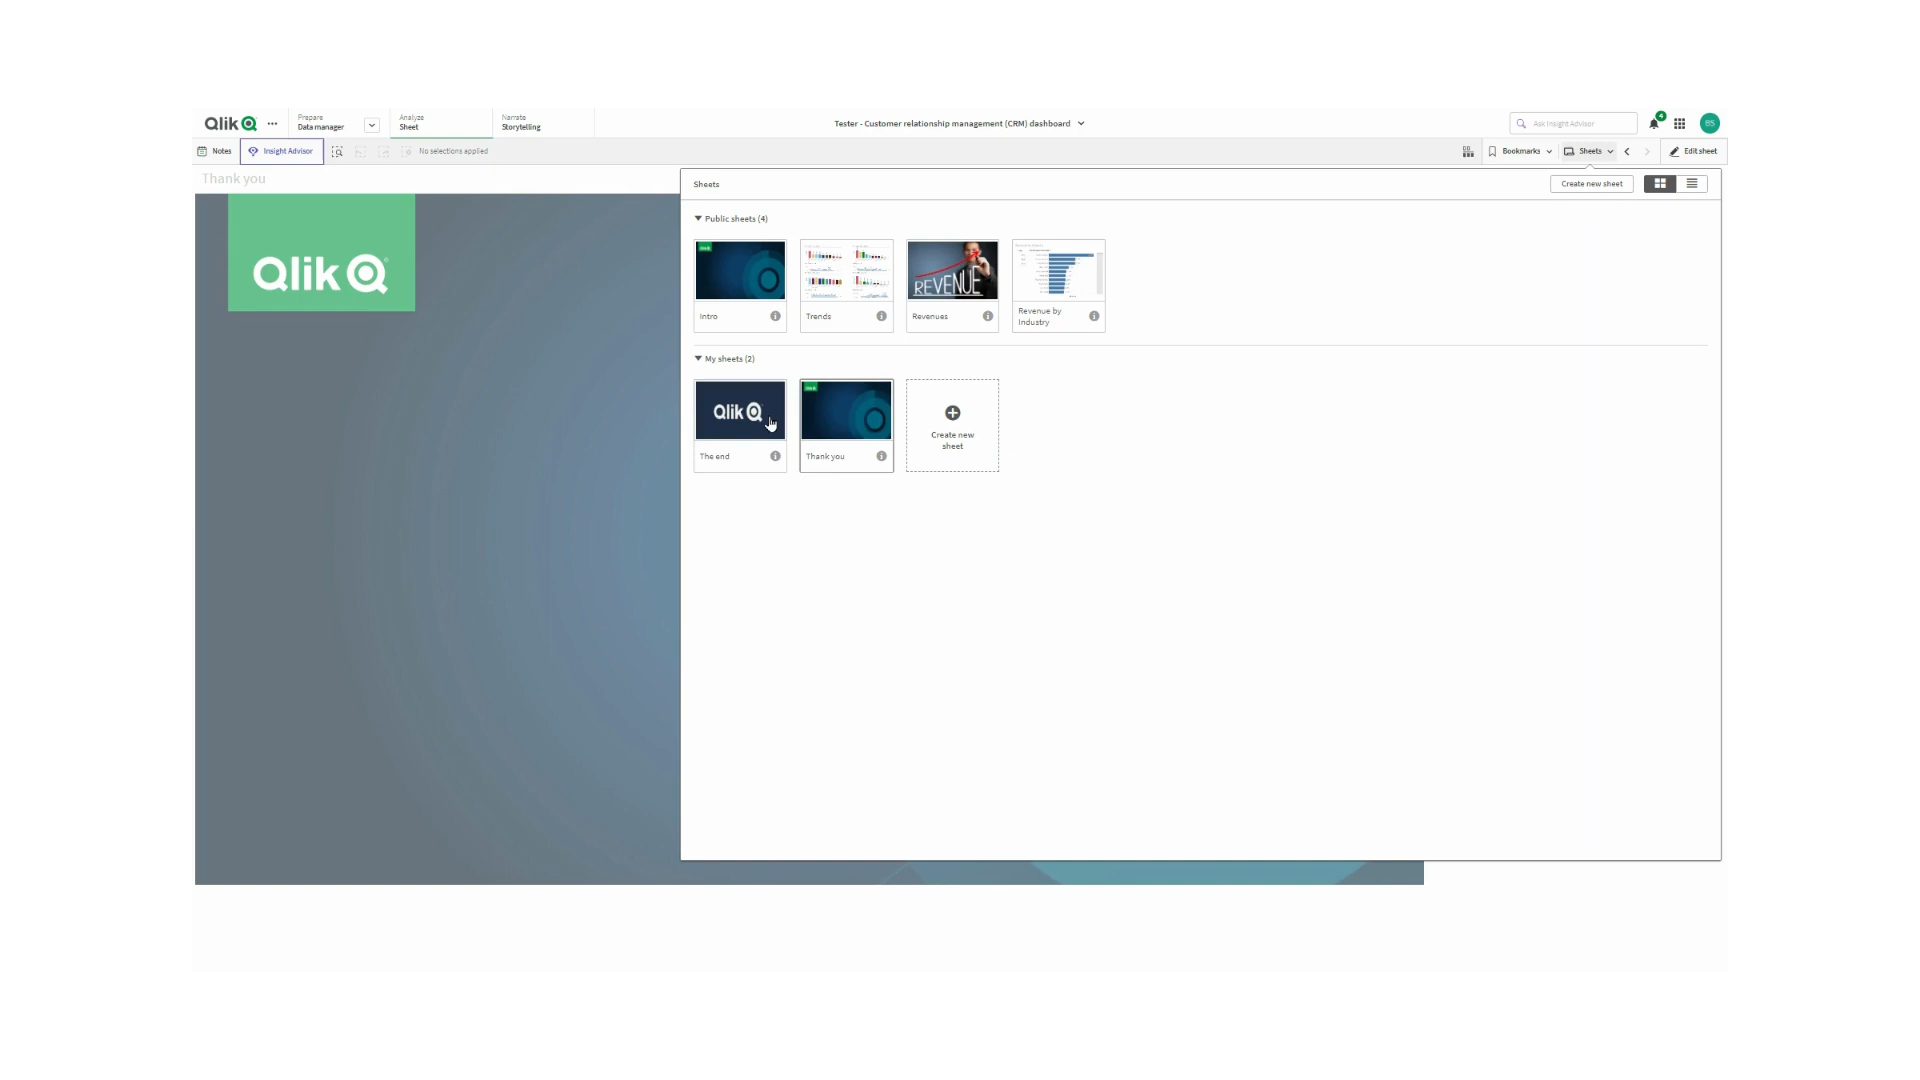 Qlik
Prepare
Data manager
Analyze
Sheet
Narrate
Storytelling
Tester - Customer relationship management (CRM) dashboard
Ask Insight Advisor
4
BS
Notes
Insight Advisor
No selections applied
Bookmarks
Sheets
Edit sheet
Thank you
Qlik
Sheets
Create new sheet
Public sheets (4)
REVENUE
Intro
Trends
Revenues
Revenue by
Industry
My sheets (2)
Qlik
The end
Thank you
Create new
sheet